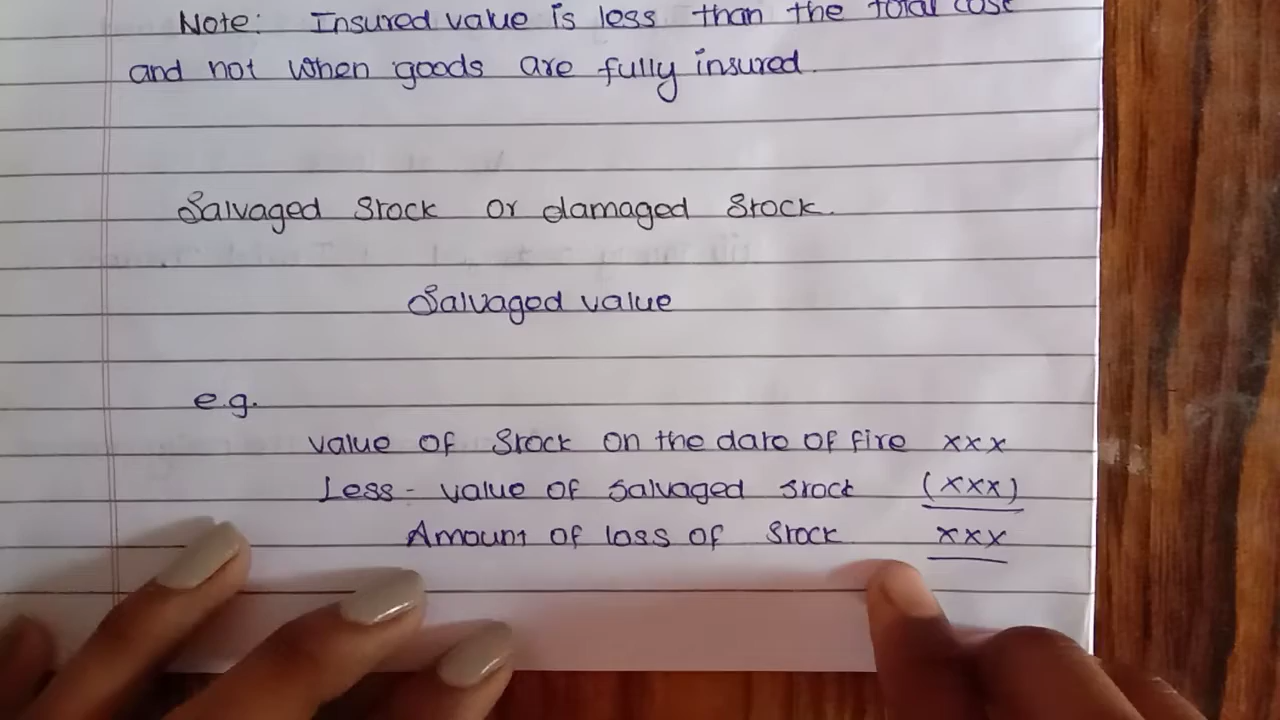 Note: Insured value is less than the total cost
and not when goods are fully insured.
Salvaged Stock or damaged Stock.
Salvaged value
e.g.
value of Stock on the date of fire xxx
Less - value of Salvaged Stock (xxx)
Amount of loss of Stock xxx